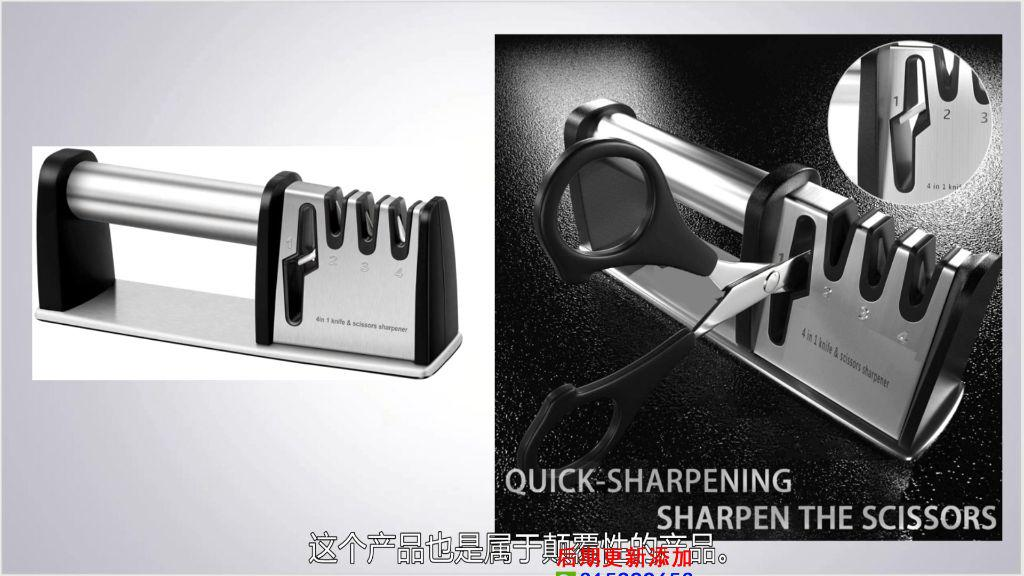 1
2
3
4
4in 1 knife & scissors sharpener
1
2
3
4 in 1 knif
1
2
3
4
4 in 1 knife & scissors sharpener
QUICK-SHARPENING
SHARPEN THE SCISSORS
这个产品也是属于颠覆性的产品。
后期更新添加